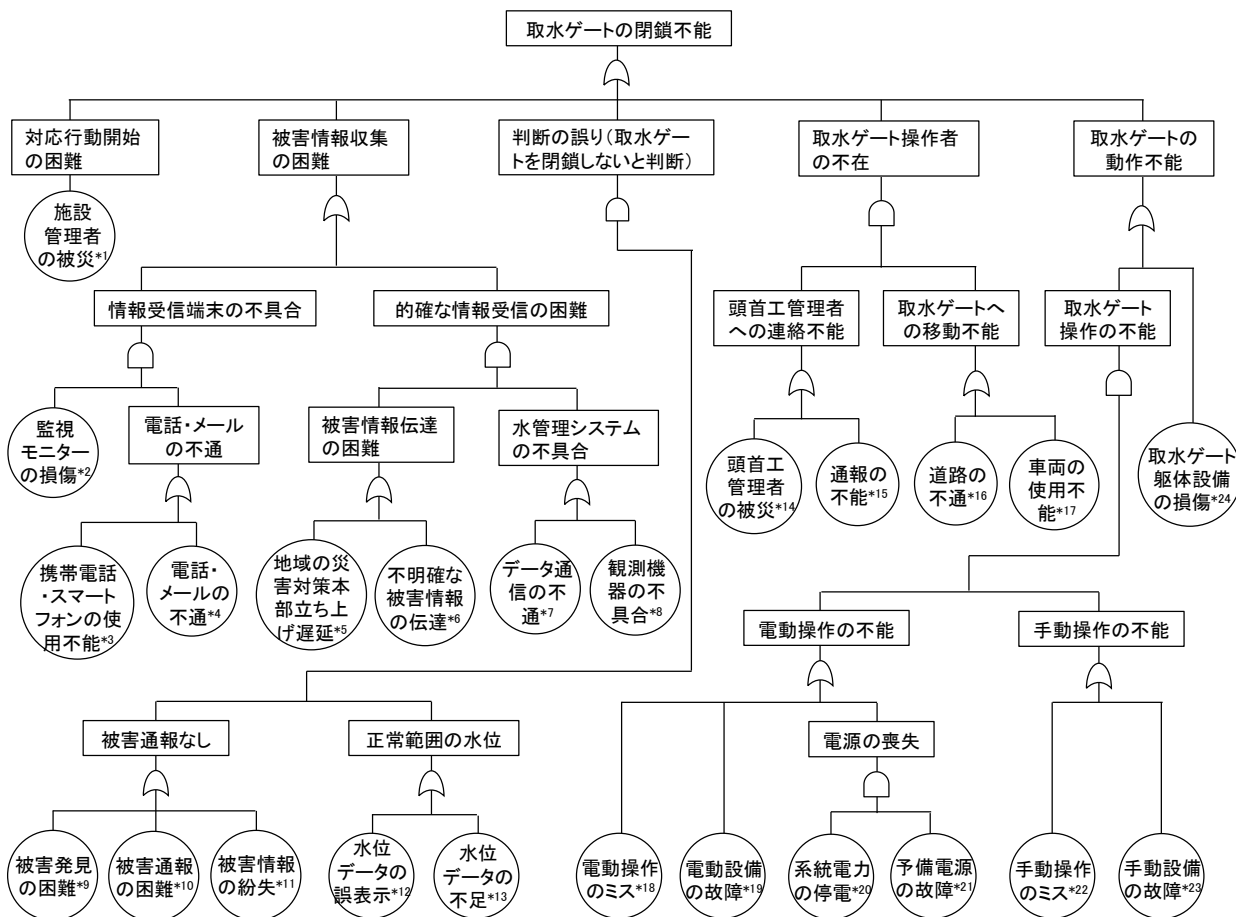 取水ゲートの閉鎖不能
対応行動開始
の困難
被害情報収集
の困難
判断の誤り(取水ゲー
トを閉鎖しないと判断)
取水ゲート操作者
の不在
取水ゲートの
動作不能
施設
管理者
の被災*1
情報受信端末の不具合
的確な情報受信の困難
頭首工管理者
への連絡不能
取水ゲートへ
の移動不能
取水ゲート
操作の不能
監視
モニター
の損傷*2
電話・メール
の不通
被害情報伝達
の困難
水管理システム
の不具合
頭首工
管理者
の被災*14
通報の
不能*15
道路の
不通*16
車両の
使用不
能*17
取水ゲート
躯体設備
の損傷*24
携帯電話
・スマート
フォンの使
用不能*3
電話・
メールの
不通*4
地域の災
害対策本
部立ち上
げ遅延*5
不明確な
被害情報
の伝達*6
データ通
信の不
通*7
観測機
器の不
具合*8
電動操作の不能
手動操作の不能
被害通報なし
正常範囲の水位
電源の喪失
被害発見
の困難*9
被害通報
の困難*10
被害情報
の紛失*11
水位
データの
誤表示*12
水位
データの
不足*13
電動操作
のミス*18
電動設備
の故障*19
系統電力
の停電*20
予備電源
の故障*21
手動操作
のミス*22
手動設備
の故障*23